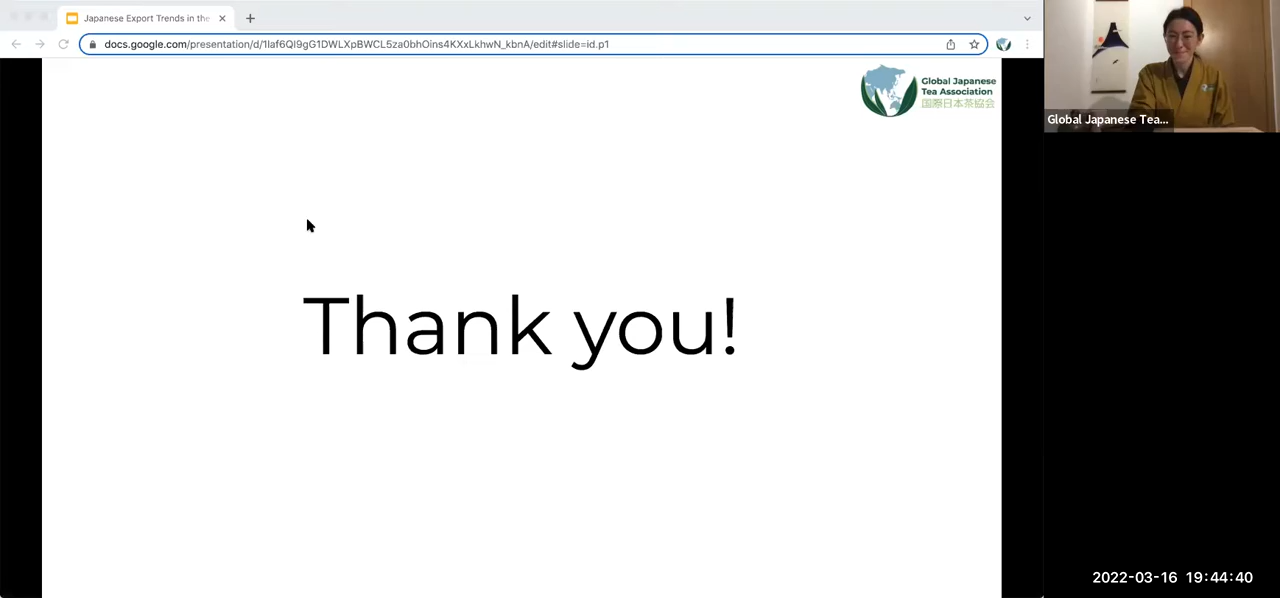 Japanese Export Trends in the
docs.google.com/presentation/d/1Iaf6QI9gG1DWLXpBWCL5za0bhOins4KXxLkhwN_kbnA/edit#slide=id.p1
Global Japanese
Tea Association
国際日本茶協会
Global Japanese Tea...
Thank you!
2022-03-16 19:44:40